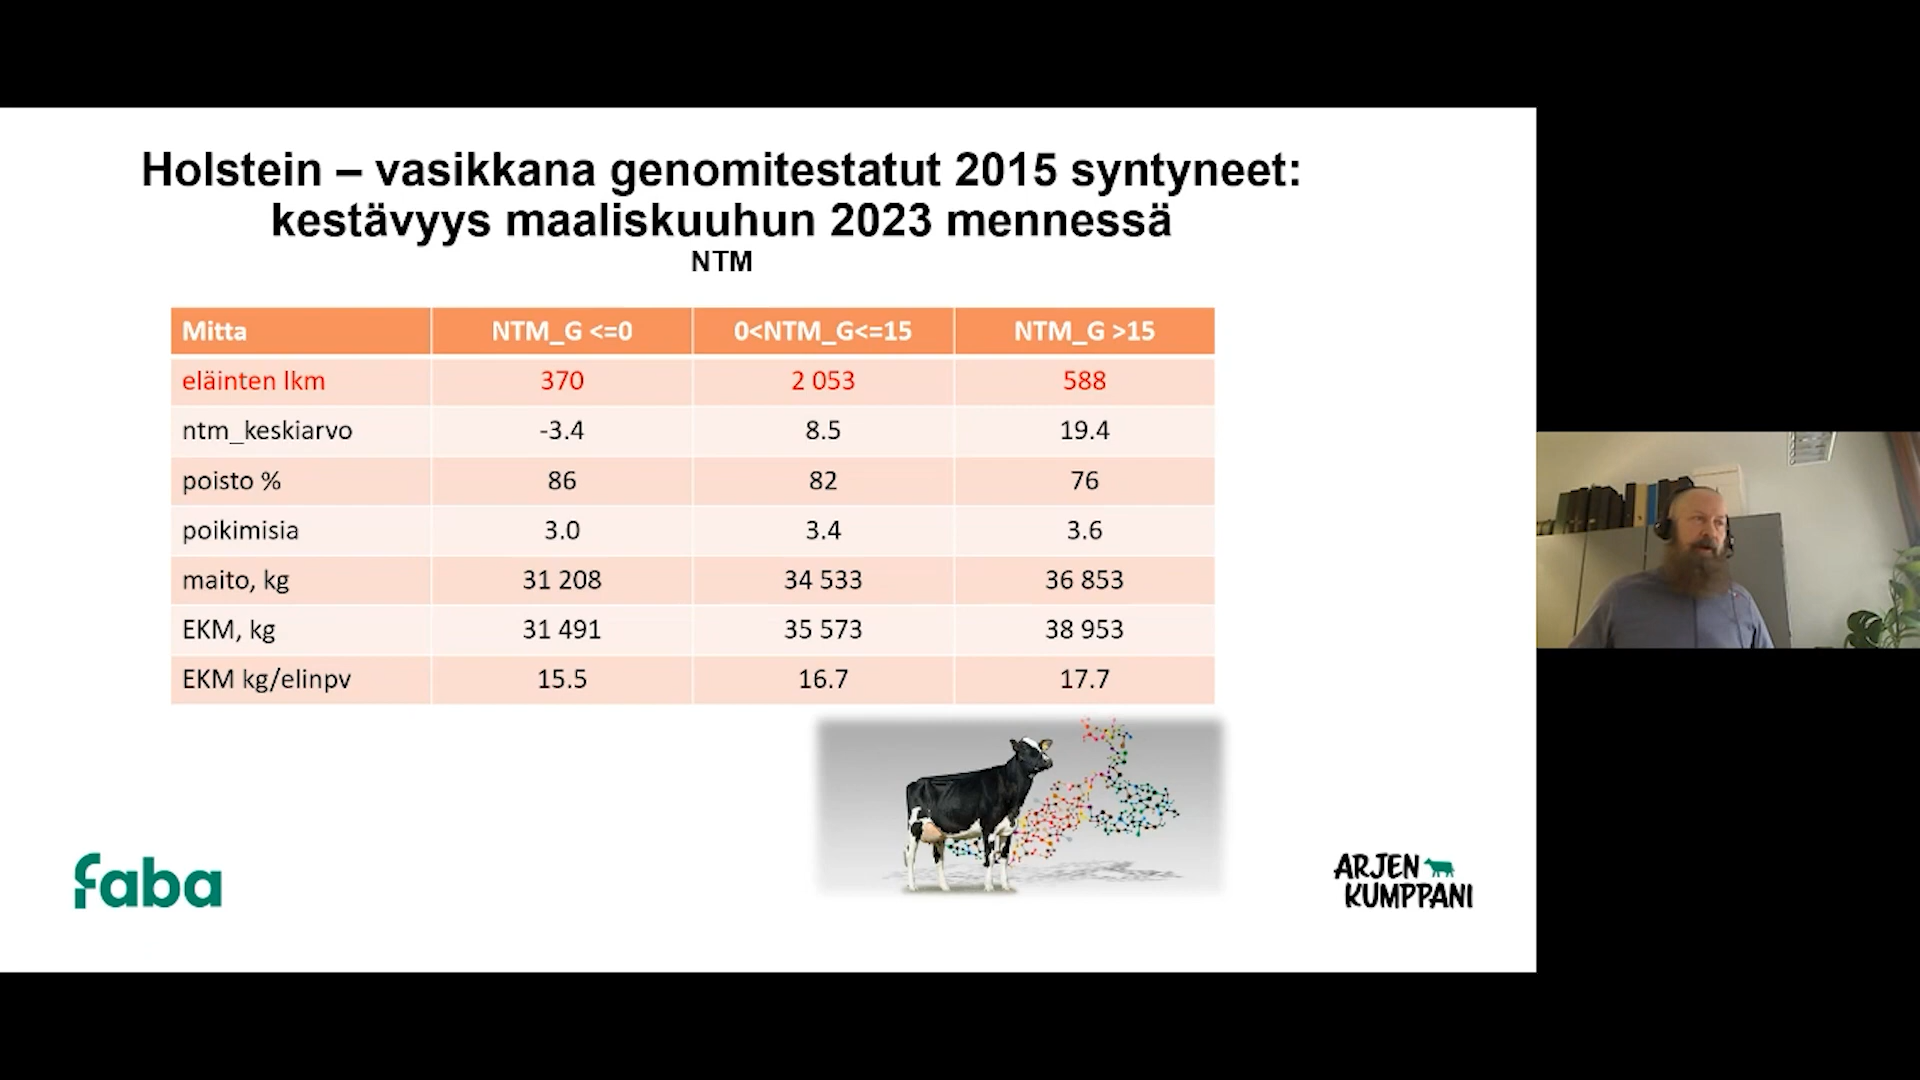 Holstein – vasikkana genomitestatut 2015 syntyneet:
kestävyys maaliskuuhun 2023 mennessä
NTM
Mitta NTM_G <=0 0<NTM_G<=15 NTM_G >15
eläinten lkm 370 2 053 588
ntm_keskiarvo -3.4 8.5 19.4
poisto % 86 82 76
poikimisia 3.0 3.4 3.6
maito, kg 31 208 34 533 36 853
EKM, kg 31 491 35 573 38 953
EKM kg/elinpv 15.5 16.7 17.7
faba
ARJEN
KUMPPANI